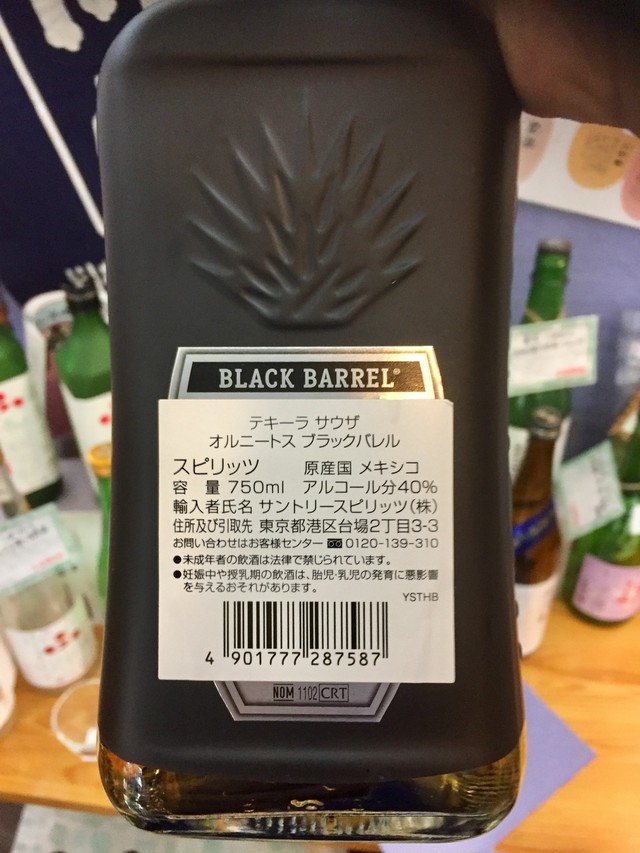 BLACK BARREL®
テキーラ サウザ
オルニートス ブラックバレル
スピリッツ 原産国 メキシコ
容 量 750ml アルコール分40%
輸入者氏名 サントリースピリッツ(株)
住所及び引取先 東京都港区台場2丁目3-3
お問い合わせはお客様センター 0120-139-310
●未成年者の飲酒は法律で禁じられています。
●妊娠中や授乳期の飲酒は、胎児・乳児の発育に悪影響
を与えるおそれがあります。
YSTHB
4 901777 287587
NOM 1102 CRT